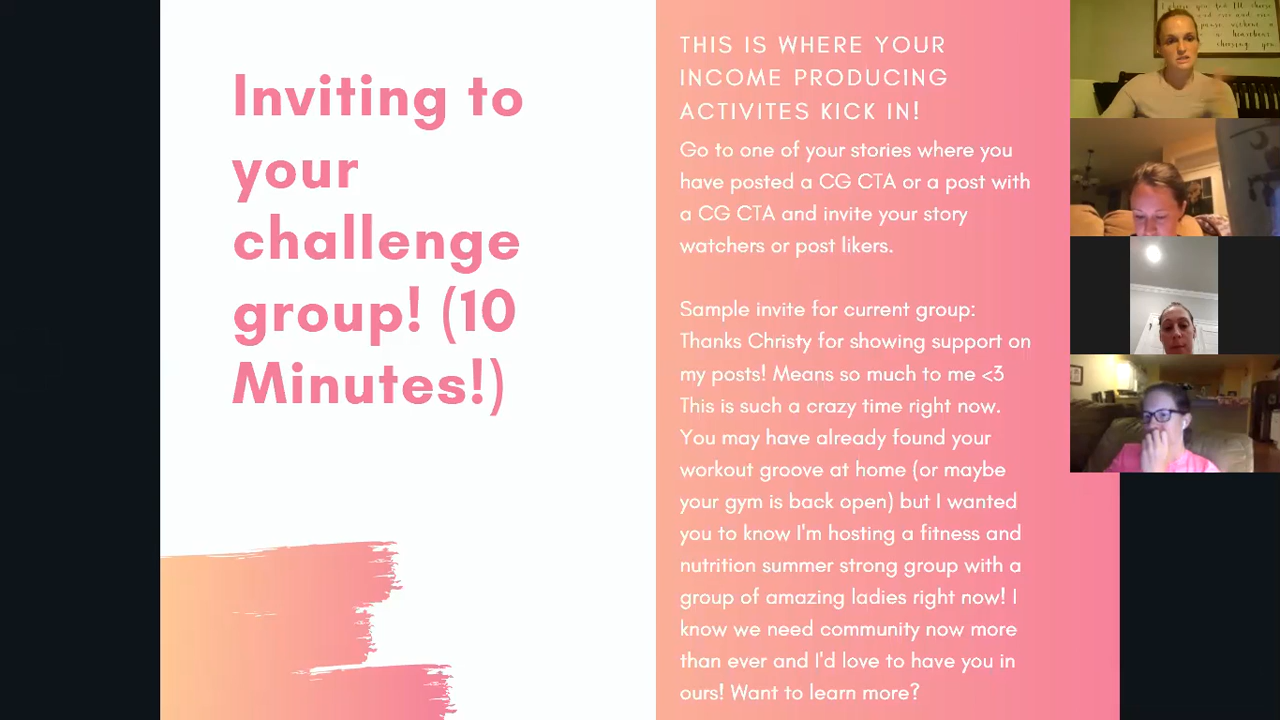 Inviting to
your
challenge
group! (10
Minutes!)
THIS IS WHERE YOUR
INCOME PRODUCING
ACTIVITES KICK IN!
Go to one of your stories where you
have posted a CG CTA or a post with
a CG CTA and invite your story
watchers or post likers.
Sample invite for current group:
Thanks Christy for showing support on
my posts! Means so much to me <3
This is such a crazy time right now.
You may have already found your
workout groove at home (or maybe
your gym is back open) but I wanted
you to know I'm hosting a fitness and
nutrition summer strong group with a
group of amazing ladies right now! I
know we need community now more
than ever and I'd love to have you in
ours! Want to learn more?